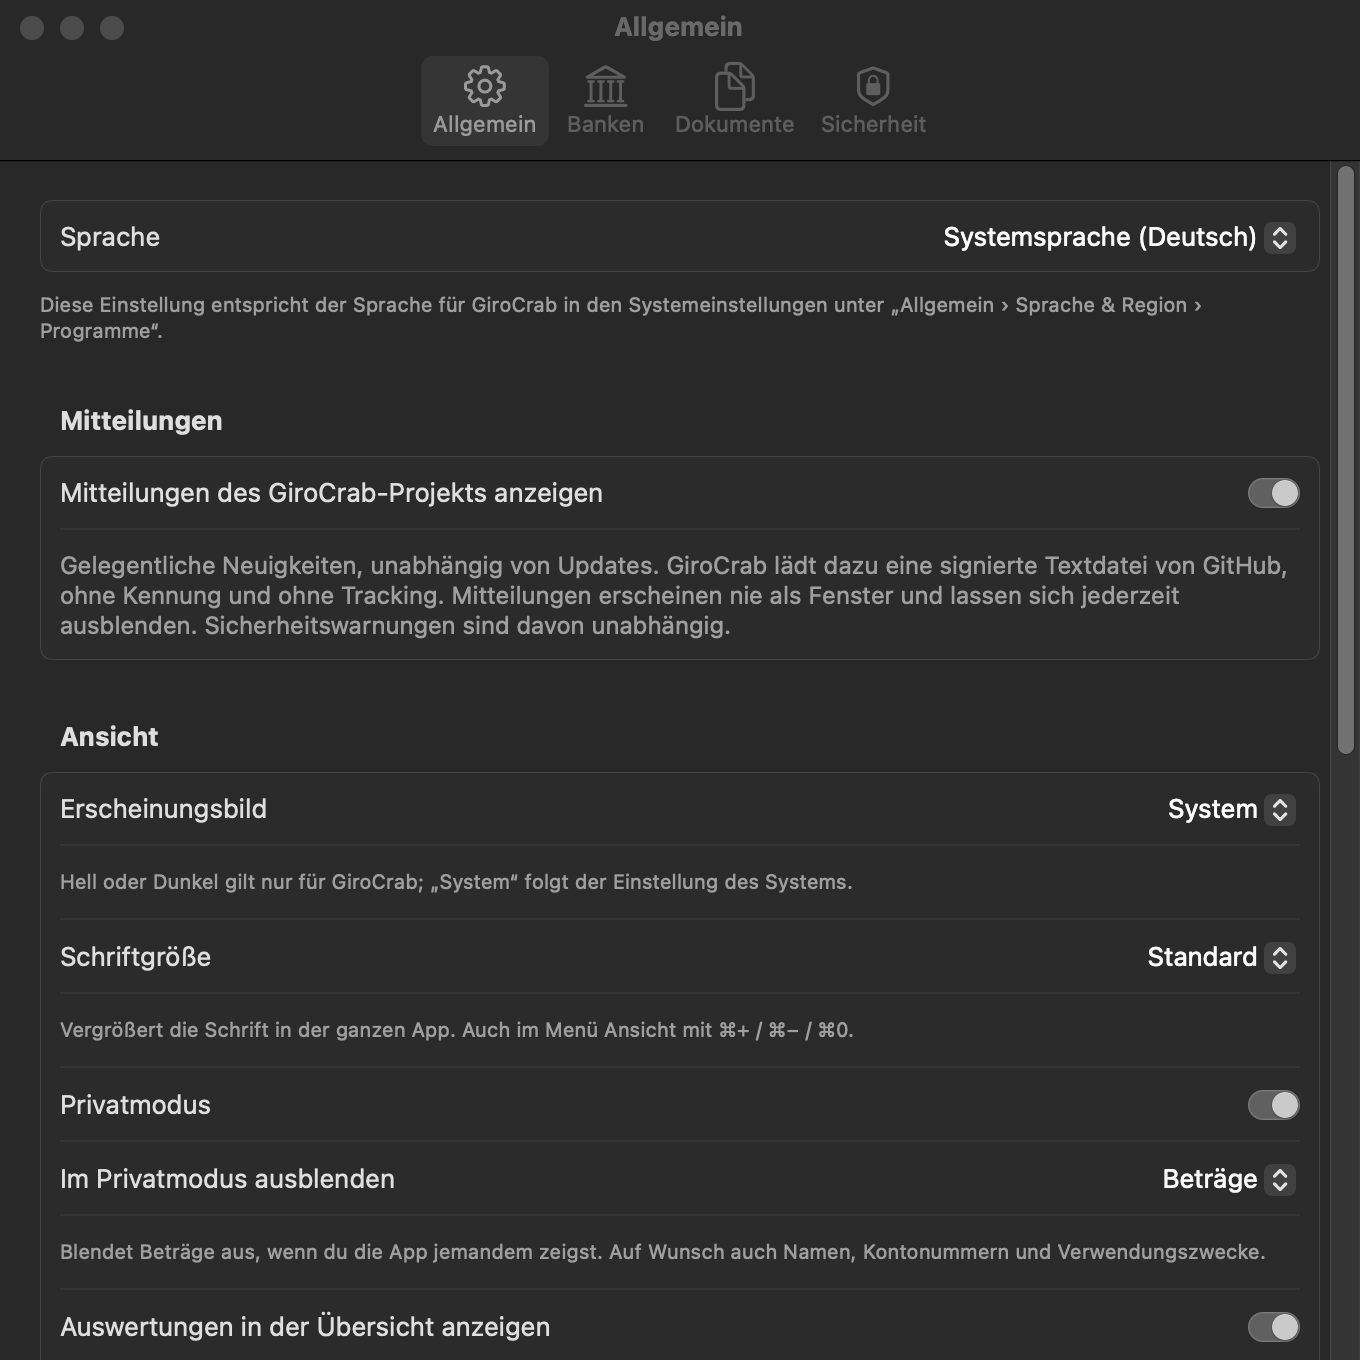 Allgemein
Allgemein
Banken
Dokumente
Sicherheit
Sprache
Systemsprache (Deutsch)
Diese Einstellung entspricht der Sprache für GiroCrab in den Systemeinstellungen unter „Allgemein › Sprache & Region ›
Programme“.
Mitteilungen
Mitteilungen des GiroCrab-Projekts anzeigen
Gelegentliche Neuigkeiten, unabhängig von Updates. GiroCrab lädt dazu eine signierte Textdatei von GitHub,
ohne Kennung und ohne Tracking. Mitteilungen erscheinen nie als Fenster und lassen sich jederzeit
ausblenden. Sicherheitswarnungen sind davon unabhängig.
Ansicht
Erscheinungsbild
System
Hell oder Dunkel gilt nur für GiroCrab; „System“ folgt der Einstellung des Systems.
Schriftgröße
Standard
Vergrößert die Schrift in der ganzen App. Auch im Menü Ansicht mit ⌘+ / ⌘− / ⌘0.
Privatmodus
Im Privatmodus ausblenden
Beträge
Blendet Beträge aus, wenn du die App jemandem zeigst. Auf Wunsch auch Namen, Kontonummern und Verwendungszwecke.
Auswertungen in der Übersicht anzeigen